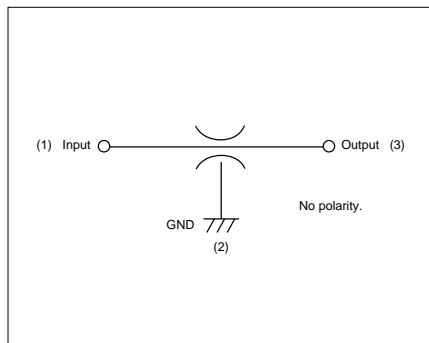 (1) Input Output (3)
No polarity.
GND
(2)